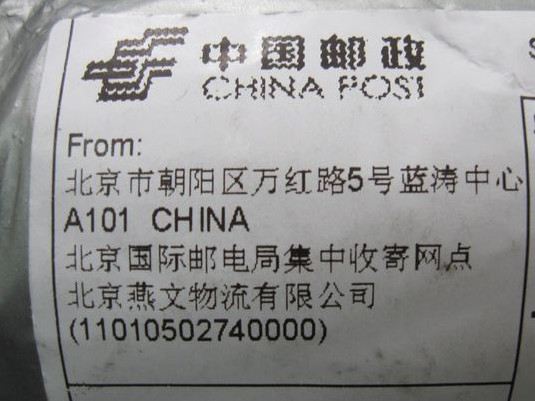 中国邮政
CHINA POST
From:
北京市朝阳区万红路5号蓝涛中心
A101 CHINA
北京国际邮电局集中收寄网点
北京燕文物流有限公司
(11010502740000)